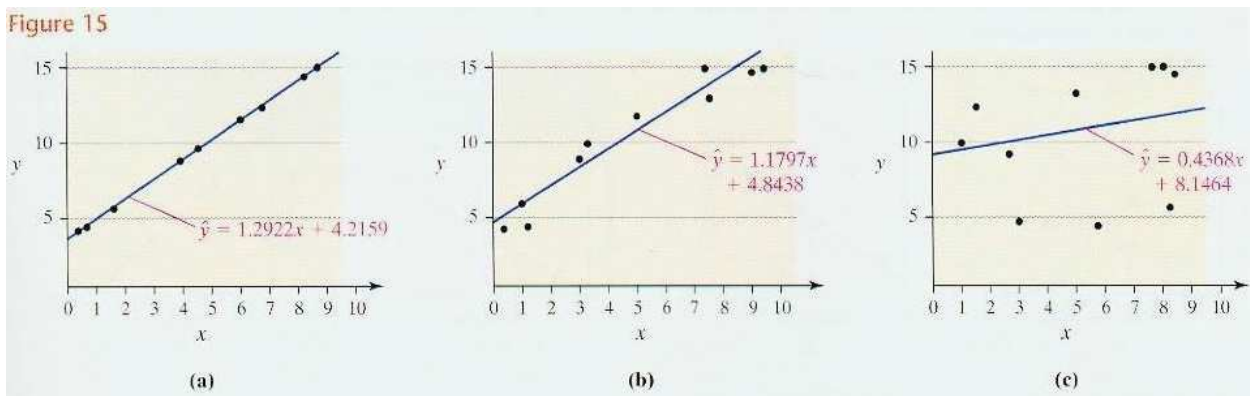 Figure 15
15
10
y
5
ŷ = 1.2922x + 4.2159
0 1 2 3 4 5 6 7 8 9 10
x
(a)
15
10
y
5
ŷ = 1.1797x
+ 4.8438
0 1 2 3 4 5 6 7 8 9 10
x
(b)
15
10
y
5
ŷ = 0.4368x
+ 8.1464
0 1 2 3 4 5 6 7 8 9 10
x
(c)